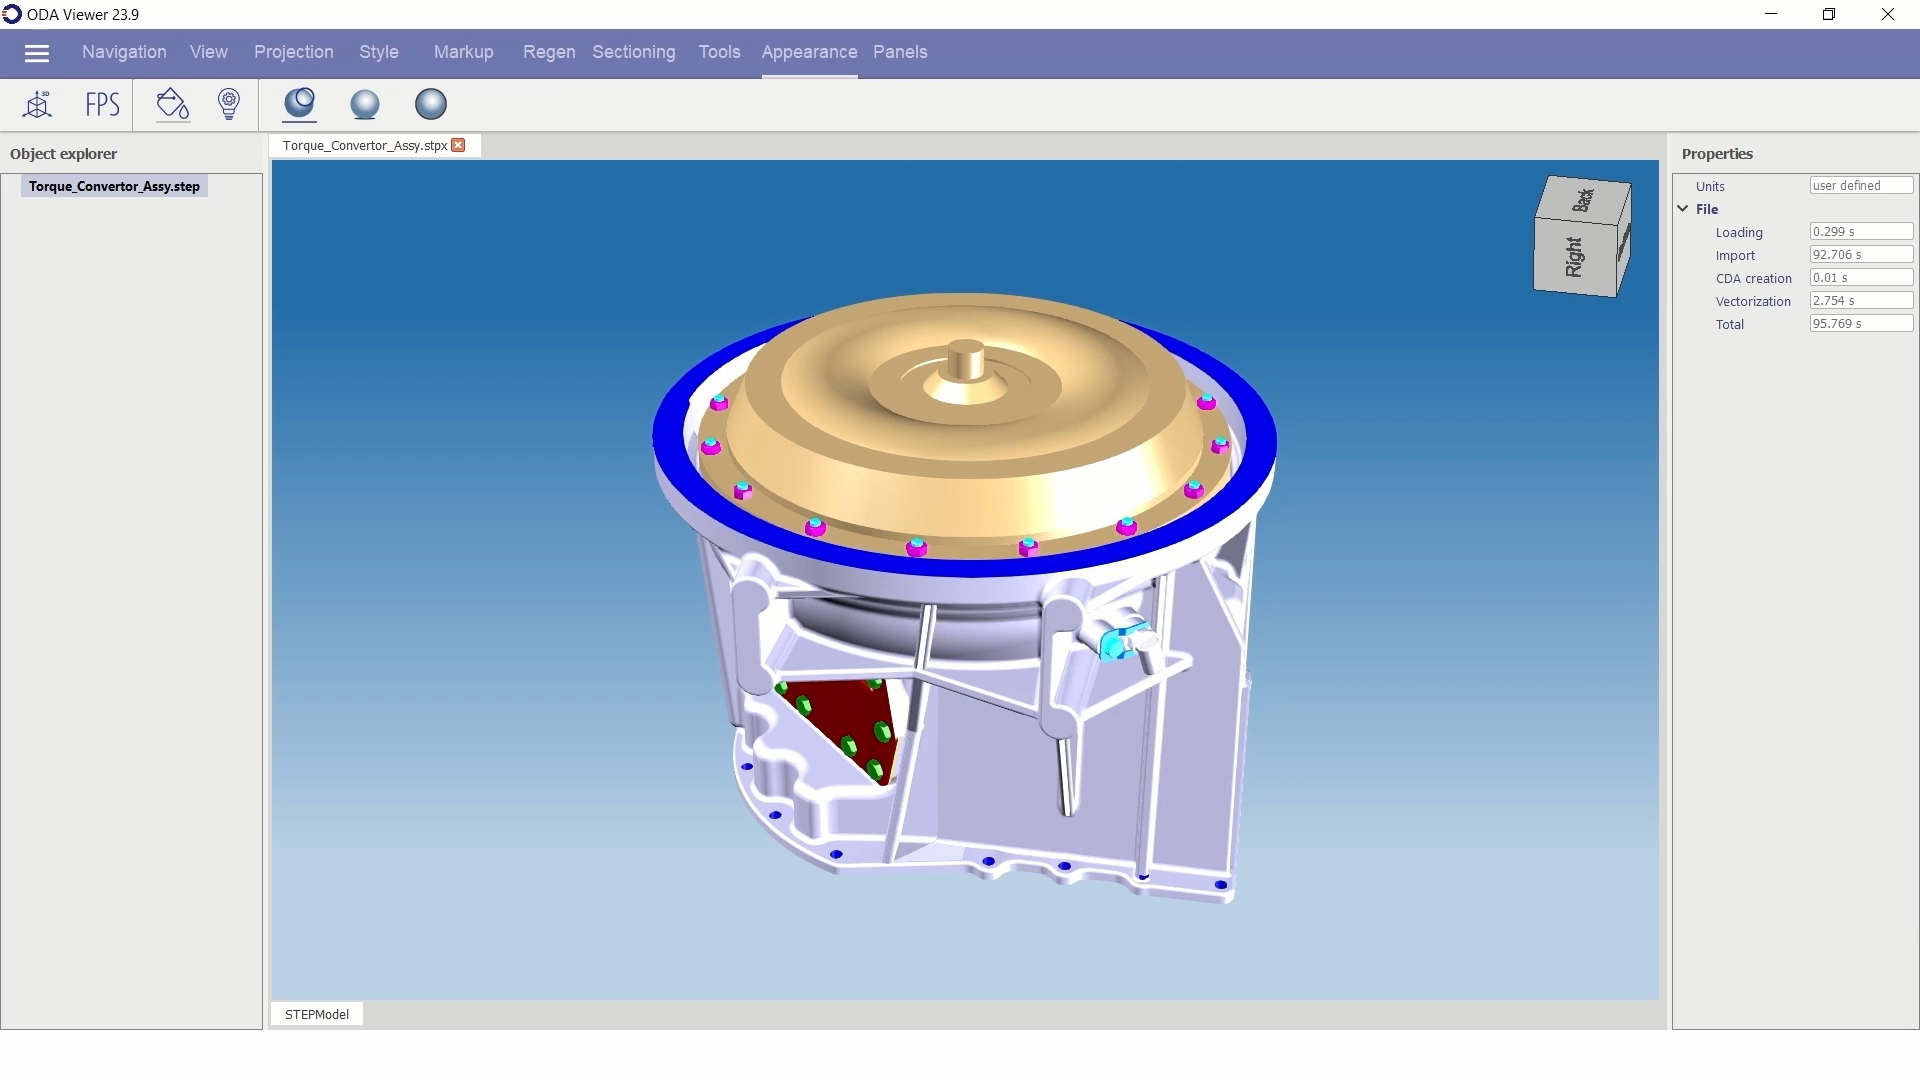 ODA Viewer 23.9
Navigation View Projection Style Markup Regen Sectioning Tools Appearance Panels
3D FPS
Object explorer
Torque_Convertor_Assy.step
Torque_Convertor_Assy.stpx
Back
Right
STEPModel
Properties
Units user defined
File
Loading 0.299 s
Import 92.706 s
CDA creation 0.01 s
Vectorization 2.754 s
Total 95.769 s